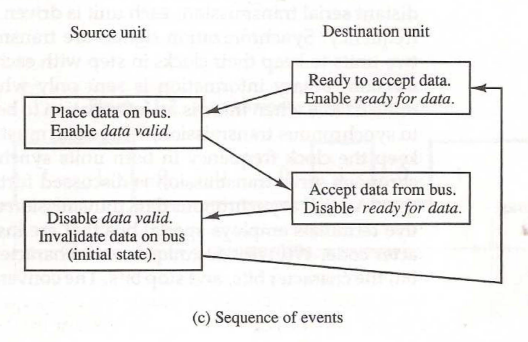 Source unit
Destination unit
Ready to accept data.
Enable ready for data.
Place data on bus.
Enable data valid.
Accept data from bus.
Disable ready for data.
Disable data valid.
Invalidate data on bus
(initial state).
(c) Sequence of events